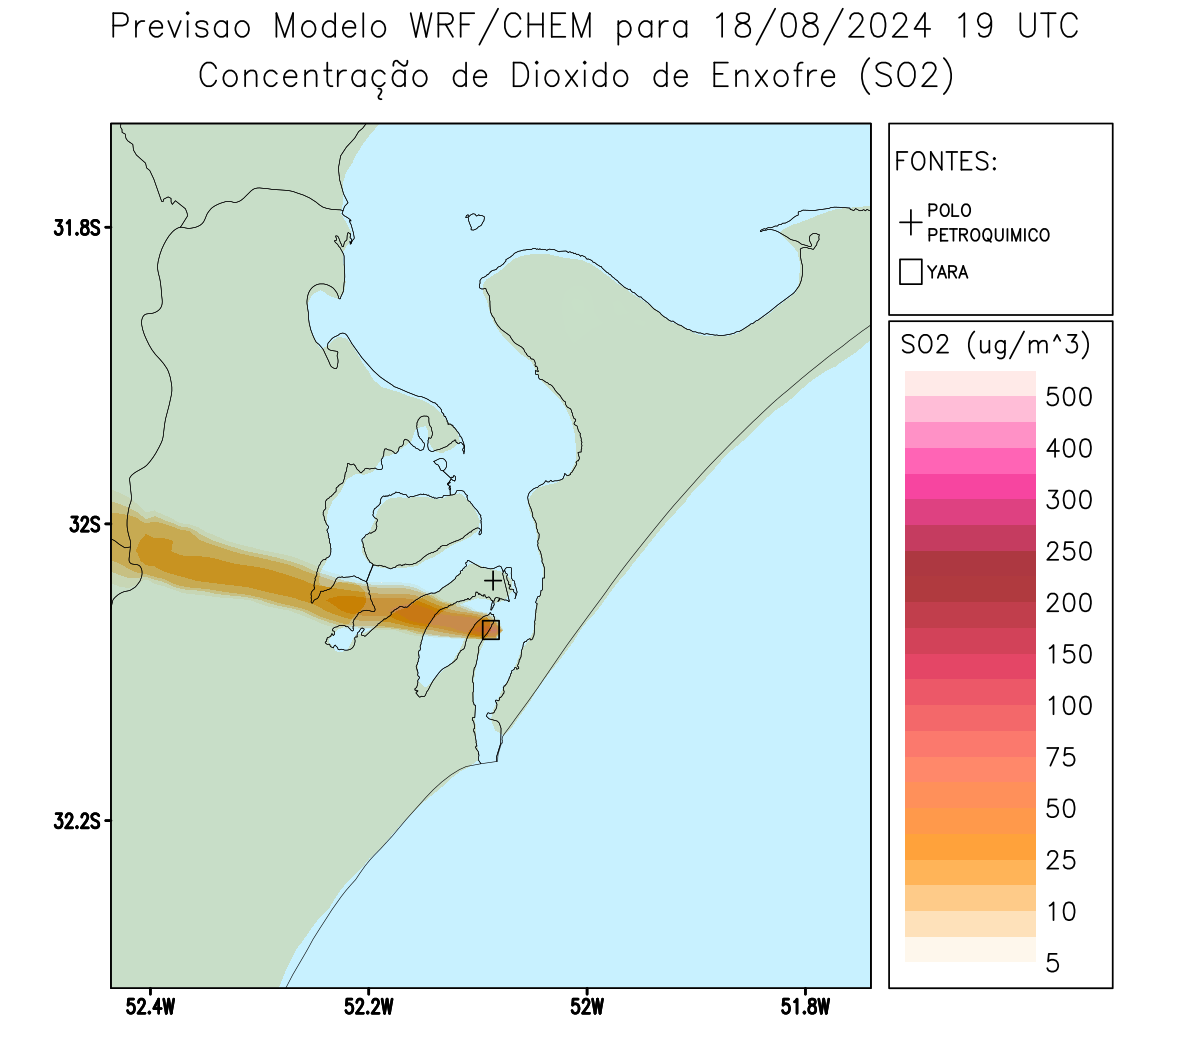 Previsao Modelo WRF/CHEM para 18/08/2024 19 UTC
Concentração de Dioxido de Enxofre (SO2)
FONTES:
POLO
PETROQUIMICO
YARA
SO2 (ug/m^3)
500
400
300
250
200
150
100
75
50
25
10
5
31.8S
32S
32.2S
52.4W
52.2W
52W
51.8W